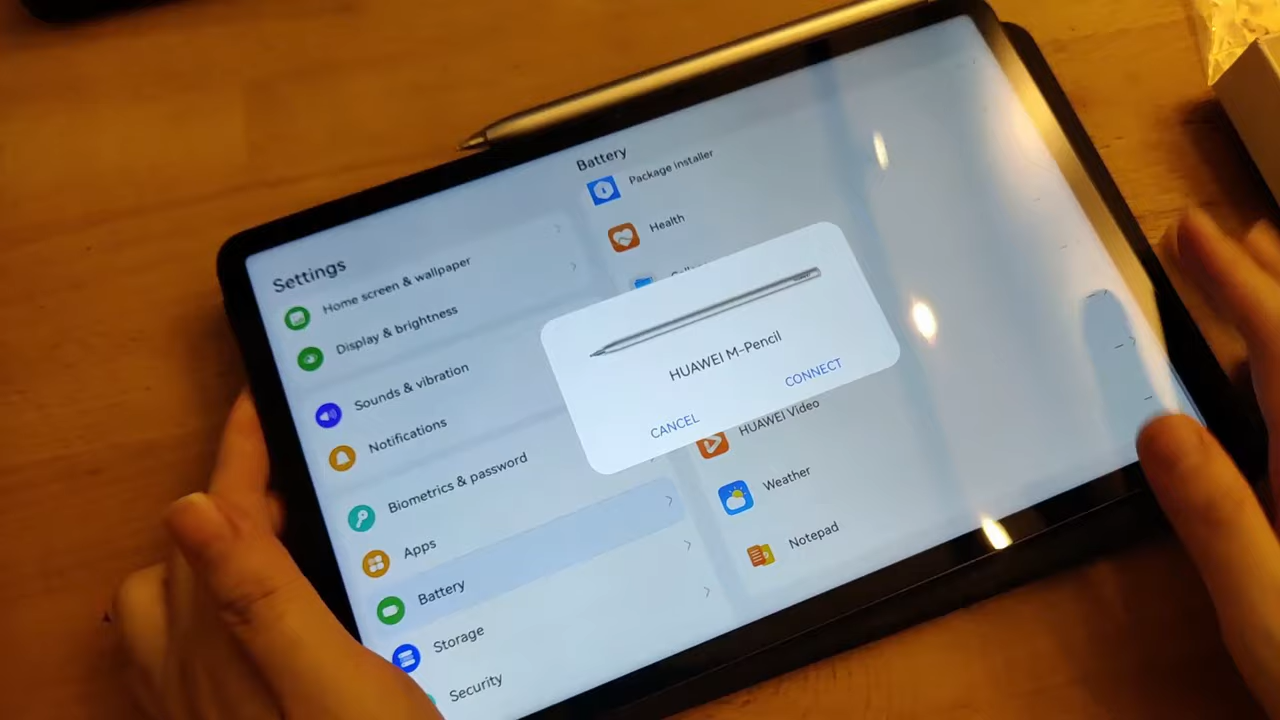 Settings
Home screen & wallpaper
Display & brightness
Sounds & vibration
Notifications
Biometrics & password
Apps
Battery
Storage
Security
Battery
Package installer
Health
HUAWEI M-Pencil
CANCEL
CONNECT
HUAWEI Video
Weather
Notepad